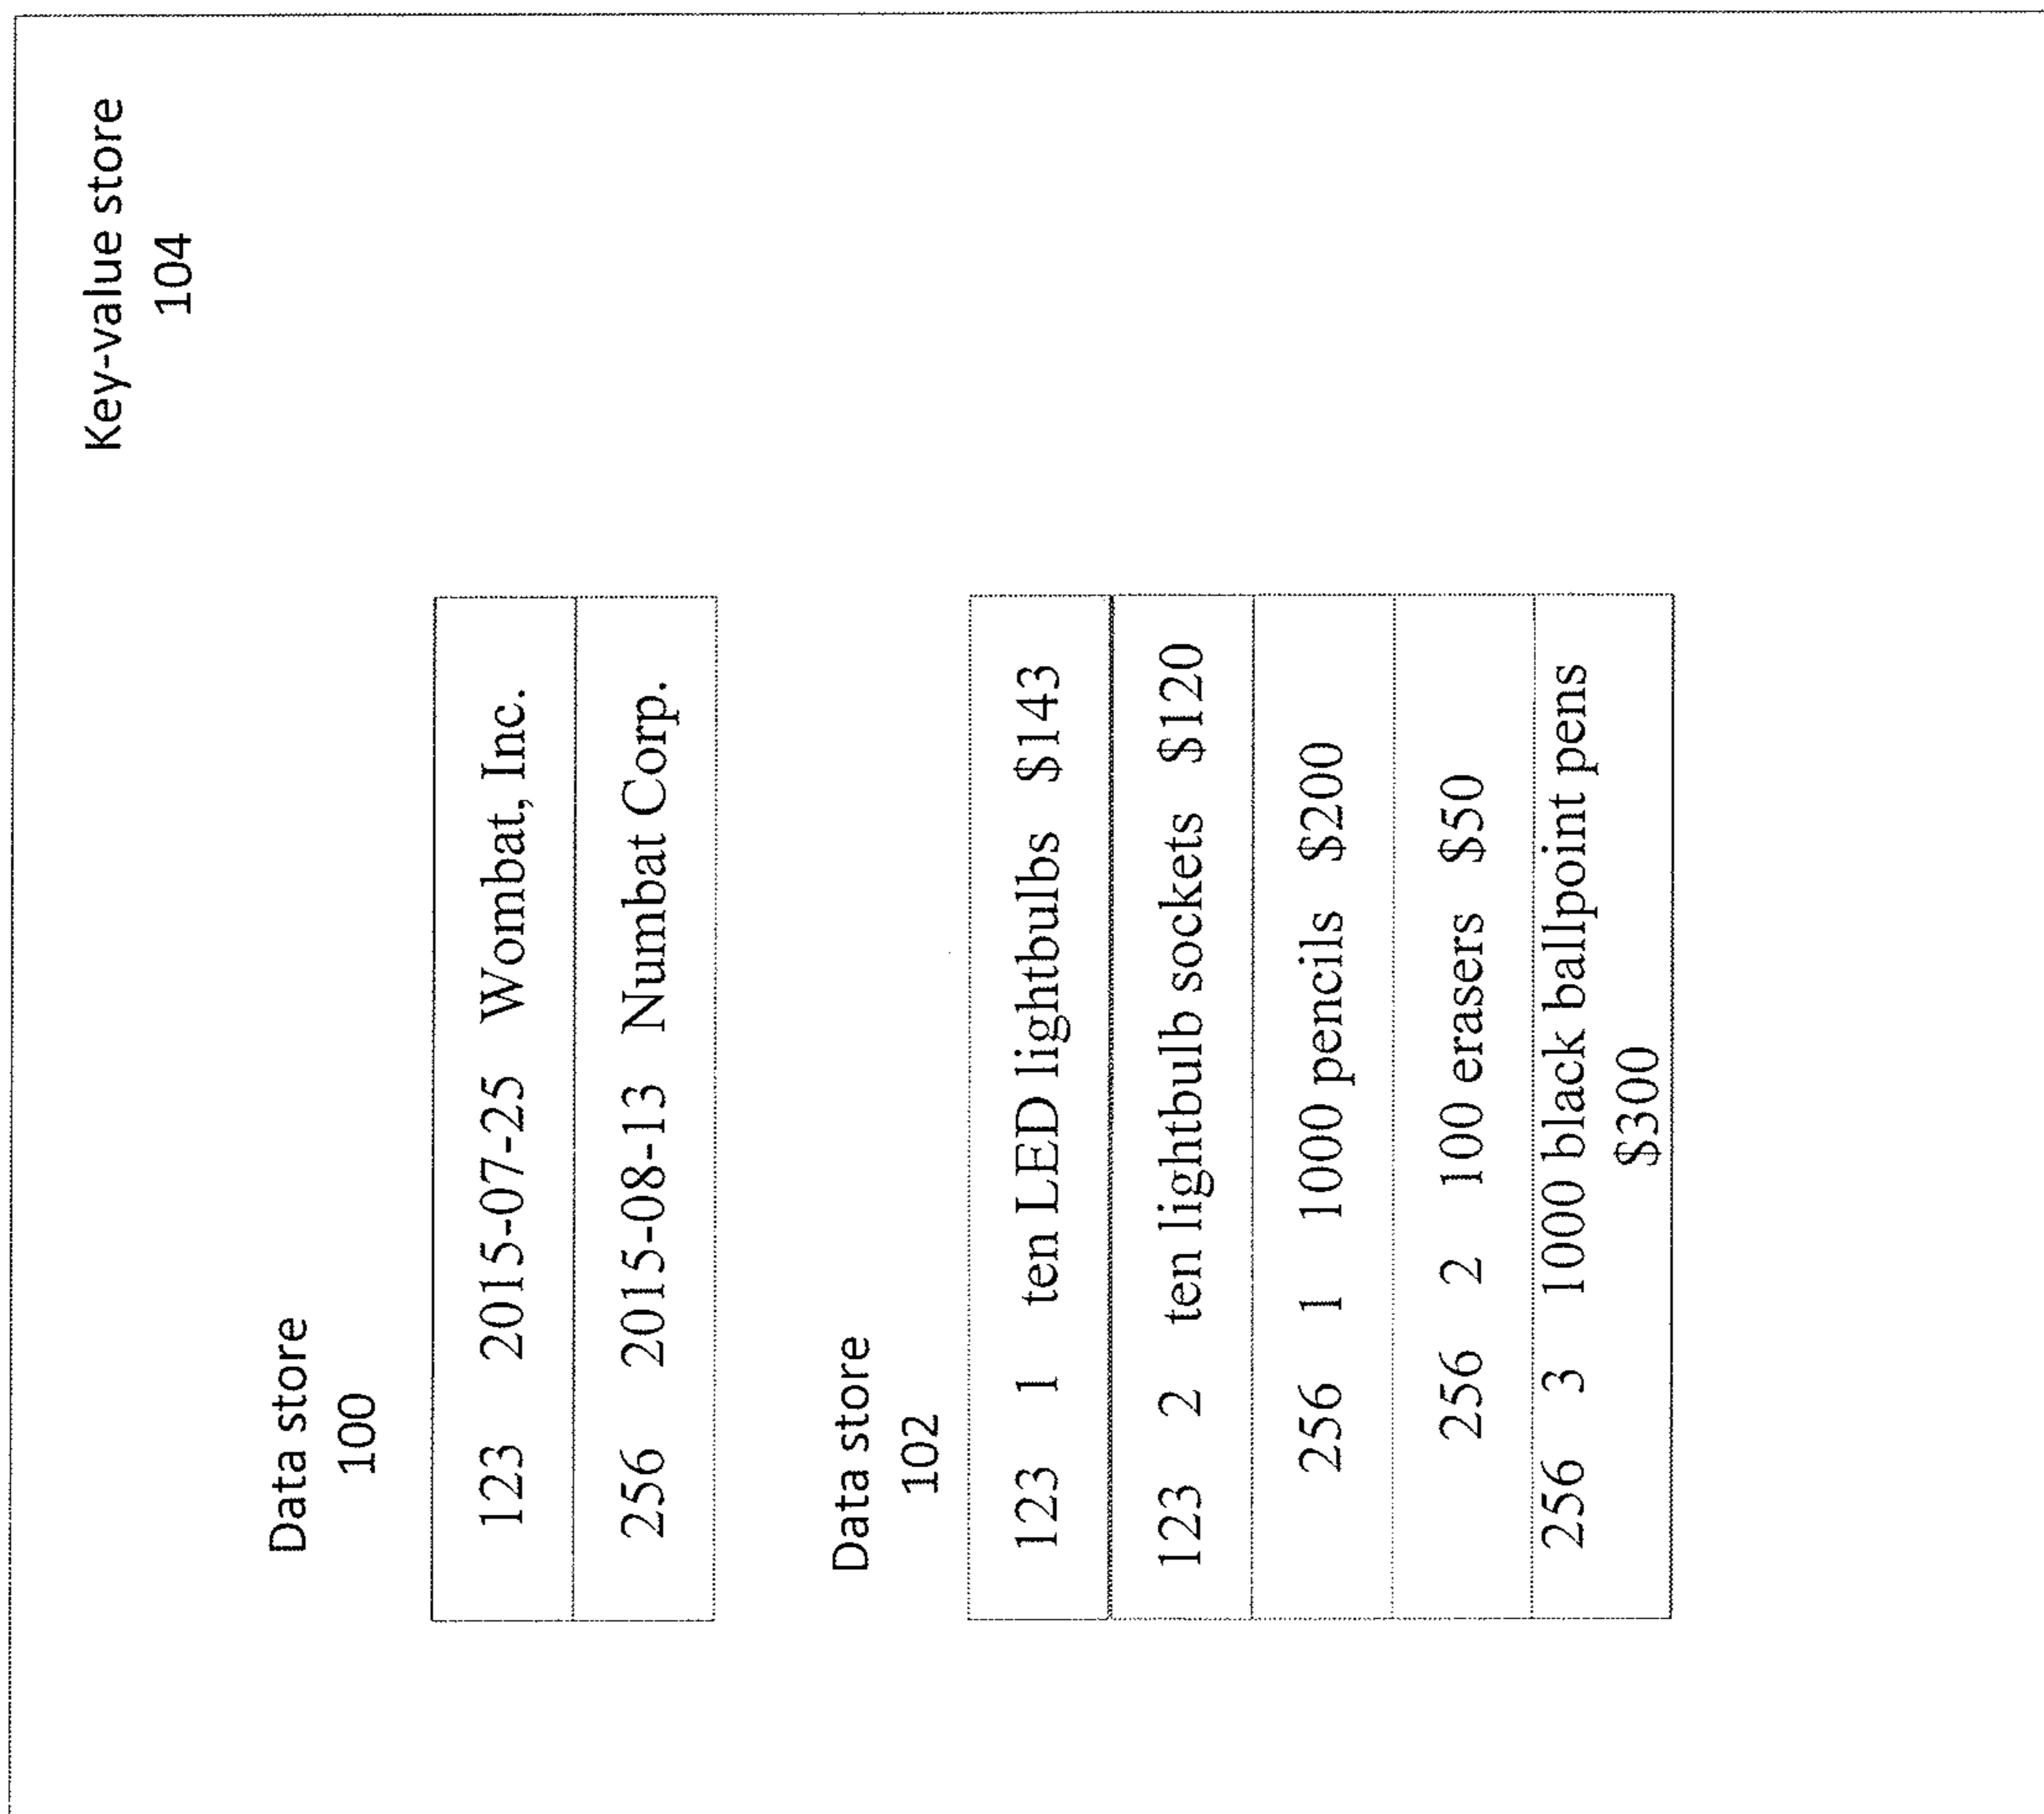 Key-value store
104
Data store
100
123 2015-07-25 Wombat, Inc.
256 2015-08-13 Numbat Corp.
Data store
102
123 1 ten LED lightbulbs $143
123 2 ten lightbulb sockets $120
256 1 1000 pencils $200
256 2 100 erasers $50
256 3 1000 black ballpoint pens
$300